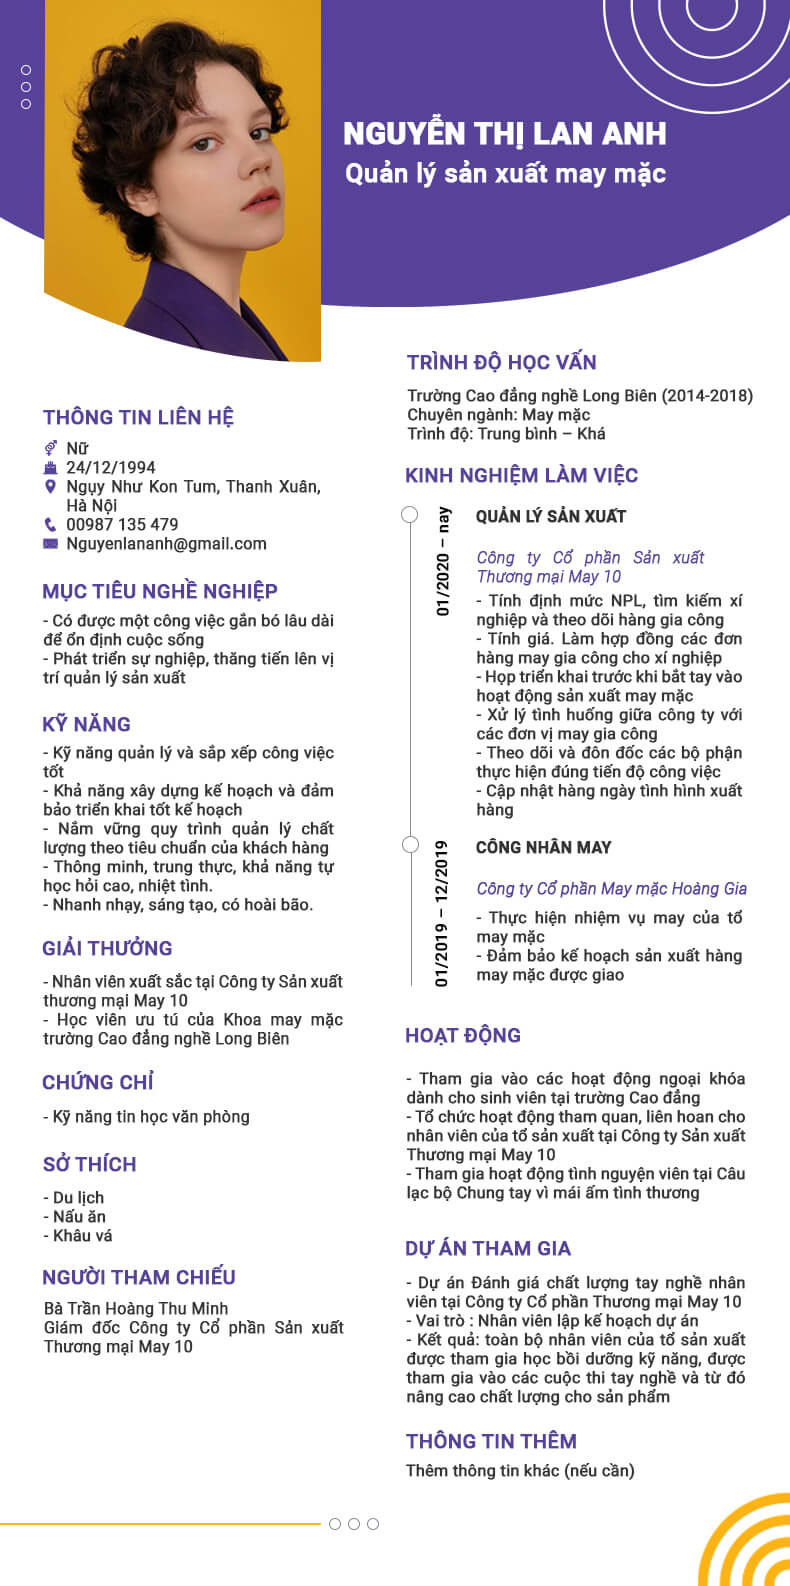 NGUYỄN THỊ LAN ANH
Quản lý sản xuất may mặc
THÔNG TIN LIÊN HỆ
Nữ
24/12/1994
Ngụy Như Kon Tum, Thanh Xuân,
Hà Nội
00987 135 479
Nguyenlananh@gmail.com
MỤC TIÊU NGHỀ NGHIỆP
- Có được một công việc gắn bó lâu dài
để ổn định cuộc sống
- Phát triển sự nghiệp, thăng tiến lên vị
trí quản lý sản xuất
KỸ NĂNG
- Kỹ năng quản lý và sắp xếp công việc
tốt
- Khả năng xây dựng kế hoạch và đảm
bảo triển khai tốt kế hoạch
- Nắm vững quy trình quản lý chất
lượng theo tiêu chuẩn của khách hàng
- Thông minh, trung thực, khả năng tự
học hỏi cao, nhiệt tình.
- Nhanh nhạy, sáng tạo, có hoài bão.
GIẢI THƯỞNG
- Nhân viên xuất sắc tại Công ty Sản xuất
thương mại May 10
- Học viên ưu tú của Khoa may mặc
trường Cao đẳng nghề Long Biên
CHỨNG CHỈ
- Kỹ năng tin học văn phòng
SỞ THÍCH
- Du lịch
- Nấu ăn
- Khâu vá
NGƯỜI THAM CHIẾU
Bà Trần Hoàng Thu Minh
Giám đốc Công ty Cổ phần Sản xuất
Thương mại May 10
TRÌNH ĐỘ HỌC VẤN
Trường Cao đẳng nghề Long Biên (2014-2018)
Chuyên ngành: May mặc
Trình độ: Trung bình – Khá
KINH NGHIỆM LÀM VIỆC
01/2020 – nay
QUẢN LÝ SẢN XUẤT
Công ty Cổ phần Sản xuất
Thương mại May 10
- Tính định mức NPL, tìm kiếm xí
nghiệp và theo dõi hàng gia công
- Tính giá. Làm hợp đồng các đơn
hàng may gia công cho xí nghiệp
- Họp triển khai trước khi bắt tay vào
hoạt động sản xuất may mặc
- Xử lý tình huống giữa công ty với
các đơn vị may gia công
- Theo dõi và đôn đốc các bộ phận
thực hiện đúng tiến độ công việc
- Cập nhật hàng ngày tình hình xuất
hàng
01/2019 – 12/2019
CÔNG NHÂN MAY
Công ty Cổ phần May mặc Hoàng Gia
- Thực hiện nhiệm vụ may của tổ
may mặc
- Đảm bảo kế hoạch sản xuất hàng
may mặc được giao
HOẠT ĐỘNG
- Tham gia vào các hoạt động ngoại khóa
dành cho sinh viên tại trường Cao đẳng
- Tổ chức hoạt động tham quan, liên hoan cho
nhân viên của tổ sản xuất tại Công ty Sản xuất
Thương mại May 10
- Tham gia hoạt động tình nguyện viên tại Câu
lạc bộ Chung tay vì mái ấm tình thương
DỰ ÁN THAM GIA
- Dự án Đánh giá chất lượng tay nghề nhân
viên tại Công ty Cổ phần Thương mại May 10
- Vai trò : Nhân viên lập kế hoạch dự án
- Kết quả: toàn bộ nhân viên của tổ sản xuất
được tham gia học bồi dưỡng kỹ năng, được
tham gia vào các cuộc thi tay nghề và từ đó
nâng cao chất lượng cho sản phẩm
THÔNG TIN THÊM
Thêm thông tin khác (nếu cần)